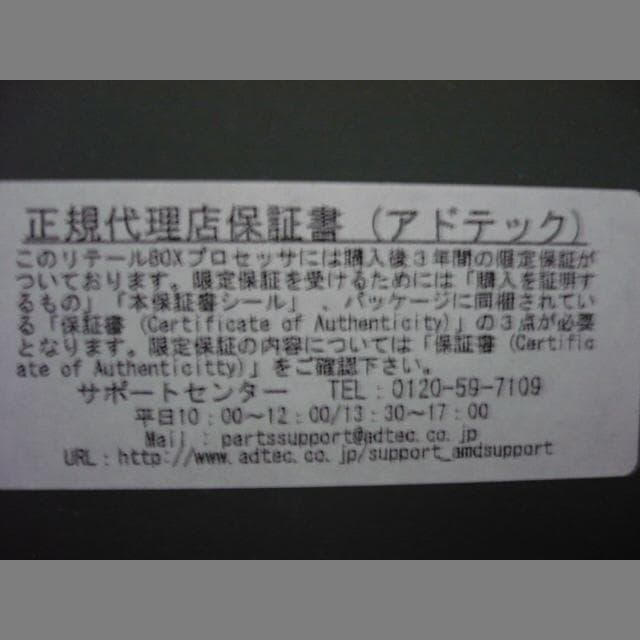 正規代理店保証書（アドテック）
このリテールBOXプロセッサには購入後3年間の限定保証が
ついております。限定保証を受けるためには「購入を証明す
るもの」「本保証書シール」、パッケージに同梱されてい
る「保証書（Certificate of Authenticity）」の3点が必要
となります。限定保証の内容については「保証書（Certific
ate of Authenticitty)」をご確認下さい。
サポートセンター　TEL：0120-59-7109
平日10：00～12：00/13：30～17：00
Mail：partssupport@adtec.co.jp
URL：http://www.adtec.co.jp/support_amdsupport